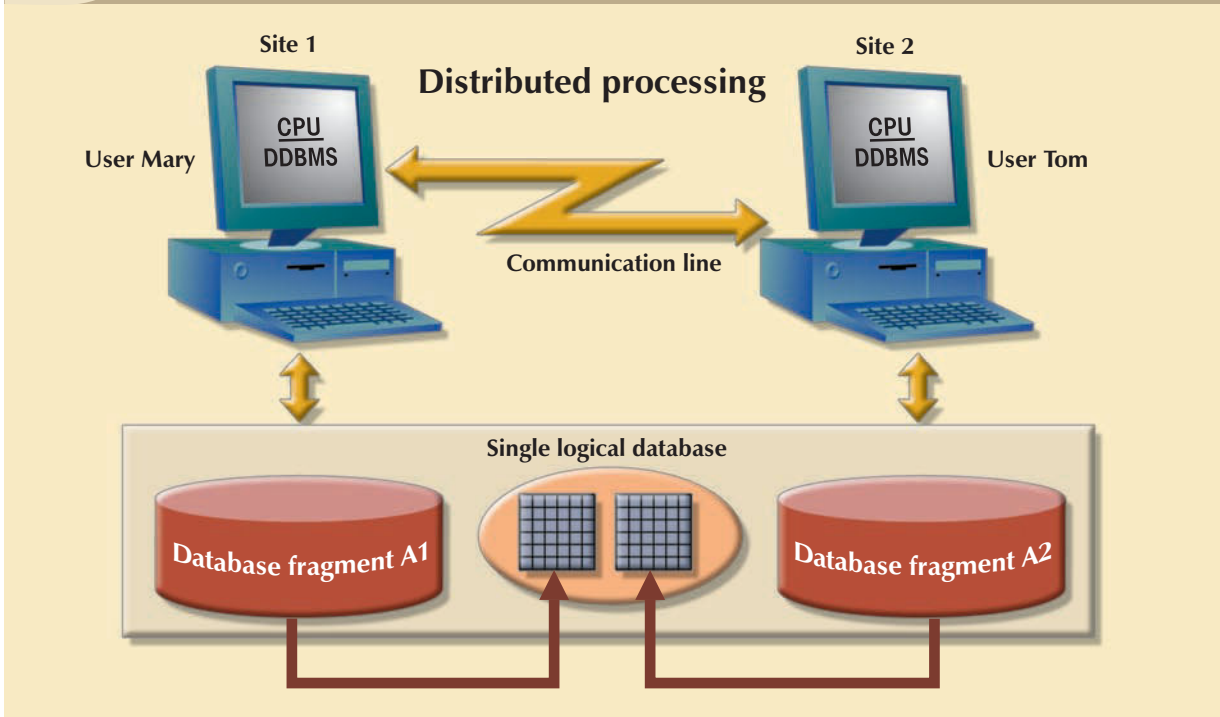 Site 1
Site 2
Distributed processing
CPU
DDBMS
CPU
DDBMS
User Mary
User Tom
Communication line
Single logical database
Database fragment A1
Database fragment A2